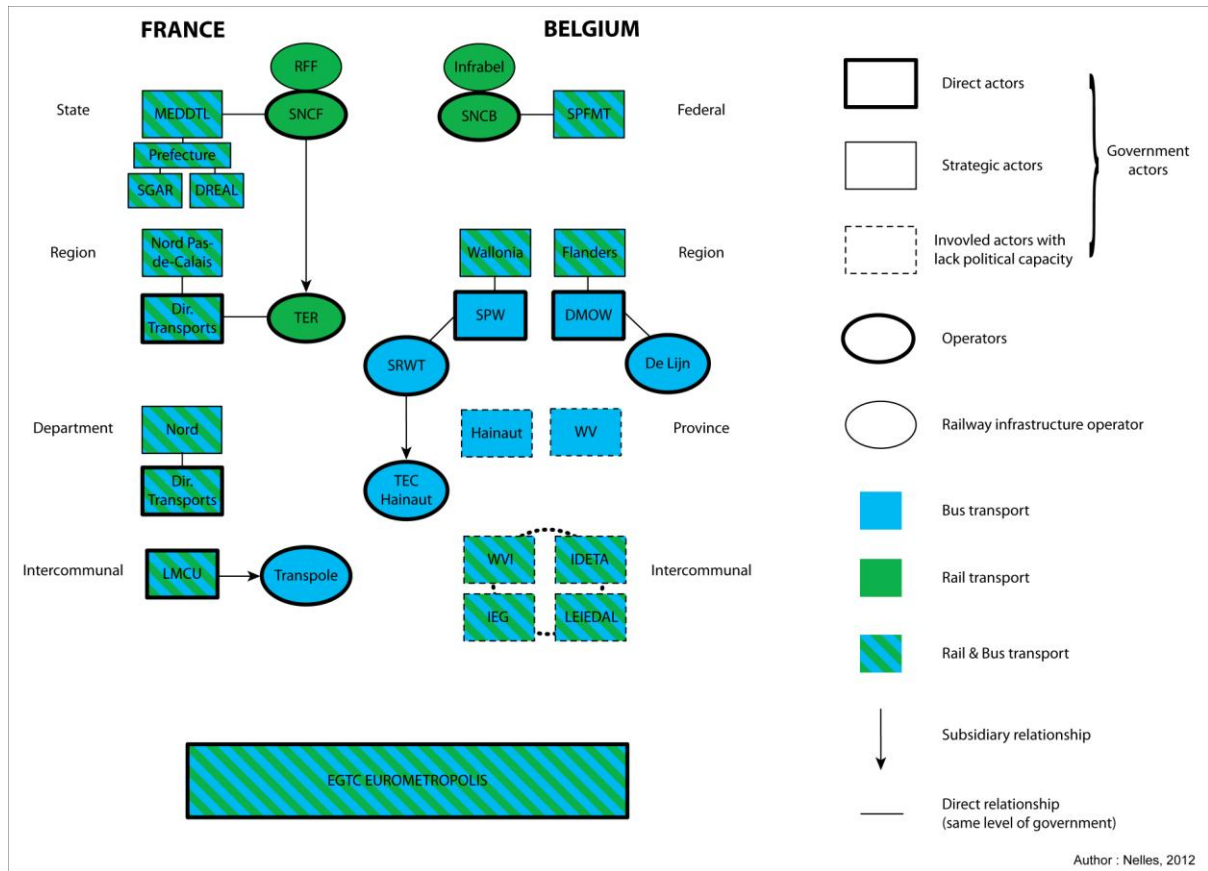 FRANCE
BELGIUM
RFF
Infrabel
State
MEDDTL
SNCF
SNCB
SPFMT
Federal
Prefecture
SGAR
DREAL
Region
Nord Pas-
de-Calais
Wallonia
Flanders
Region
Dir.
Transports
TER
SPW
DMOW
SRWT
De Lijn
Department
Nord
Hainaut
WV
Province
Dir.
Transports
TEC
Hainaut
Intercommunal
LMCU
Transpole
WVI
IDETA
Intercommunal
IEG
LEIEDAL
EGTC EUROMETROPOLIS
Direct actors
Strategic actors
Government
actors
Invovled actors with
lack political capacity
Operators
Railway infrastructure operator
Bus transport
Rail transport
Rail & Bus transport
Subsidiary relationship
Direct relationship
(same level of government)
Author : Nelles, 2012